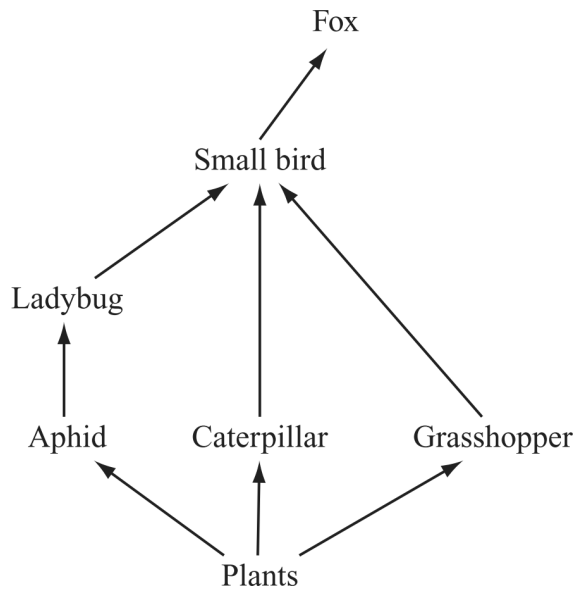 Fox
Small bird
Ladybug
Aphid Caterpillar Grasshopper
Plants